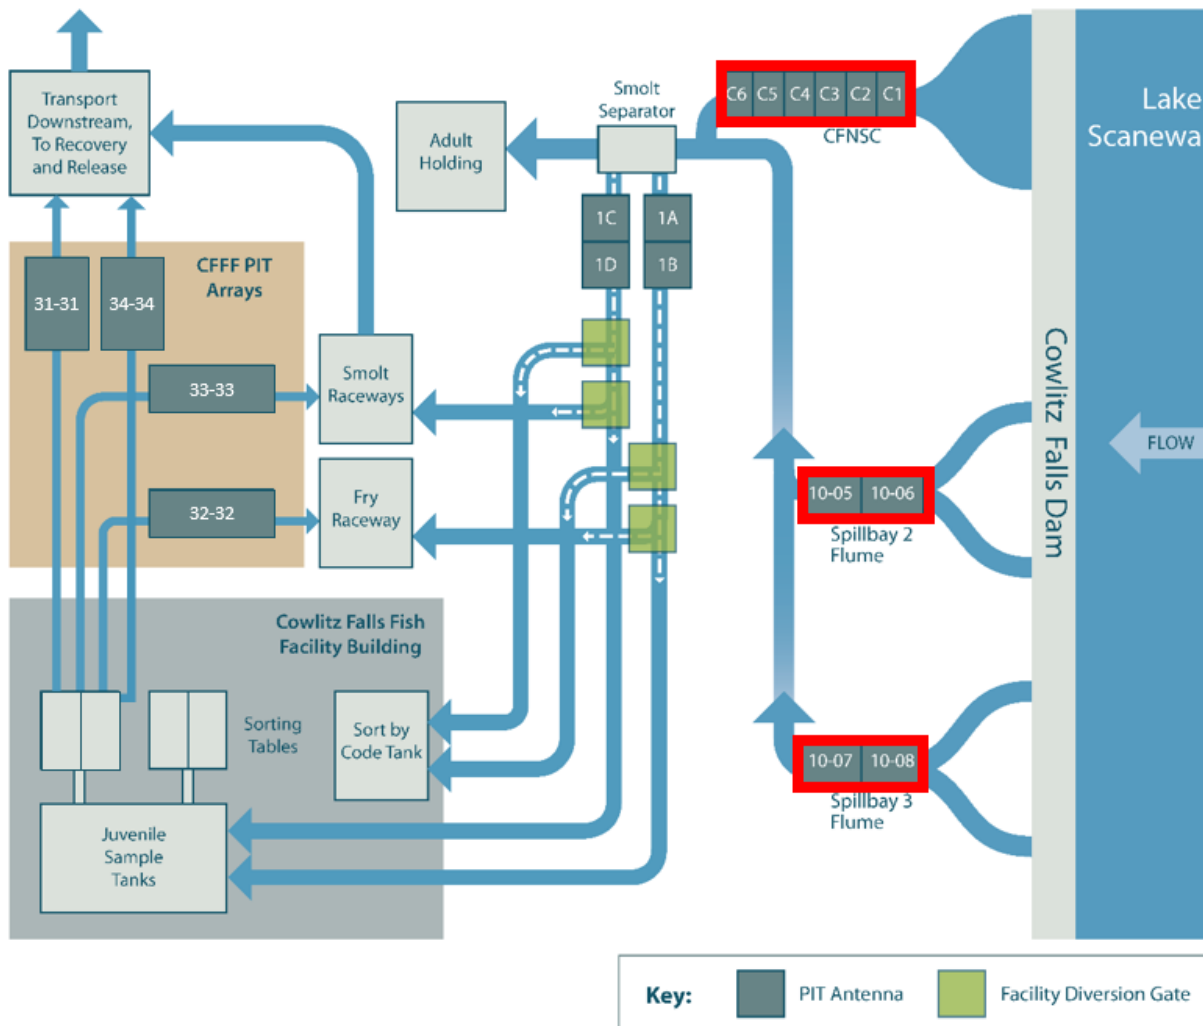 Transport
Downstream,
To Recovery
and Release
Adult
Holding
Smolt
Separator
C6 C5 C4 C3 C2 C1
CFNSC
Lake
Scanewa
1C 1A
1D 1B
CFFF PIT
Arrays
31-31 34-34
33-33
Smolt
Raceways
32-32
Fry
Raceway
Cowlitz Falls Dam
FLOW
10-05 10-06
Spillbay 2
Flume
10-07 10-08
Spillbay 3
Flume
Cowlitz Falls Fish
Facility Building
Sorting
Tables
Sort by
Code Tank
Juvenile
Sample
Tanks
Key: PIT Antenna Facility Diversion Gate